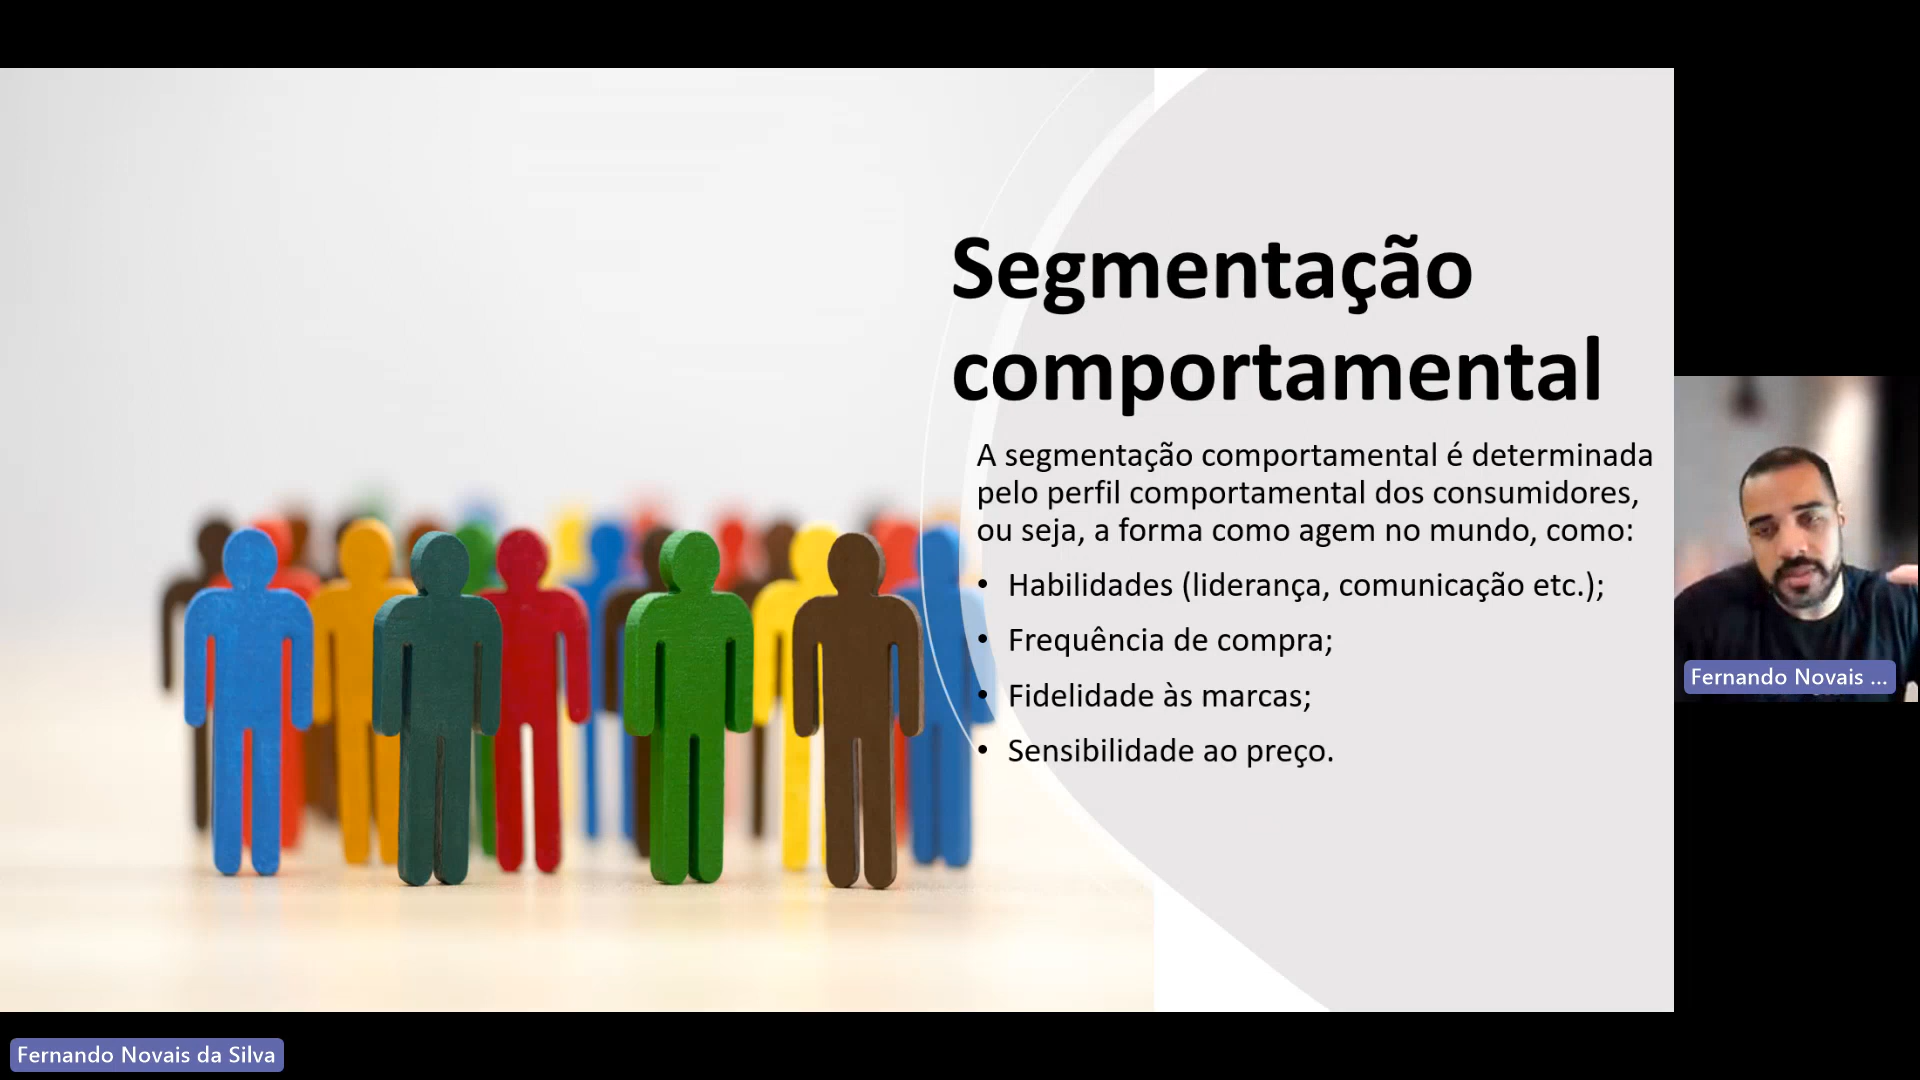 Segmentação
comportamental
A segmentação comportamental é determinada
pelo perfil comportamental dos consumidores,
ou seja, a forma como agem no mundo, como:
• Habilidades (liderança, comunicação etc.);
• Frequência de compra;
• Fidelidade às marcas;
• Sensibilidade ao preço.
Fernando Novais ...
Fernando Novais da Silva